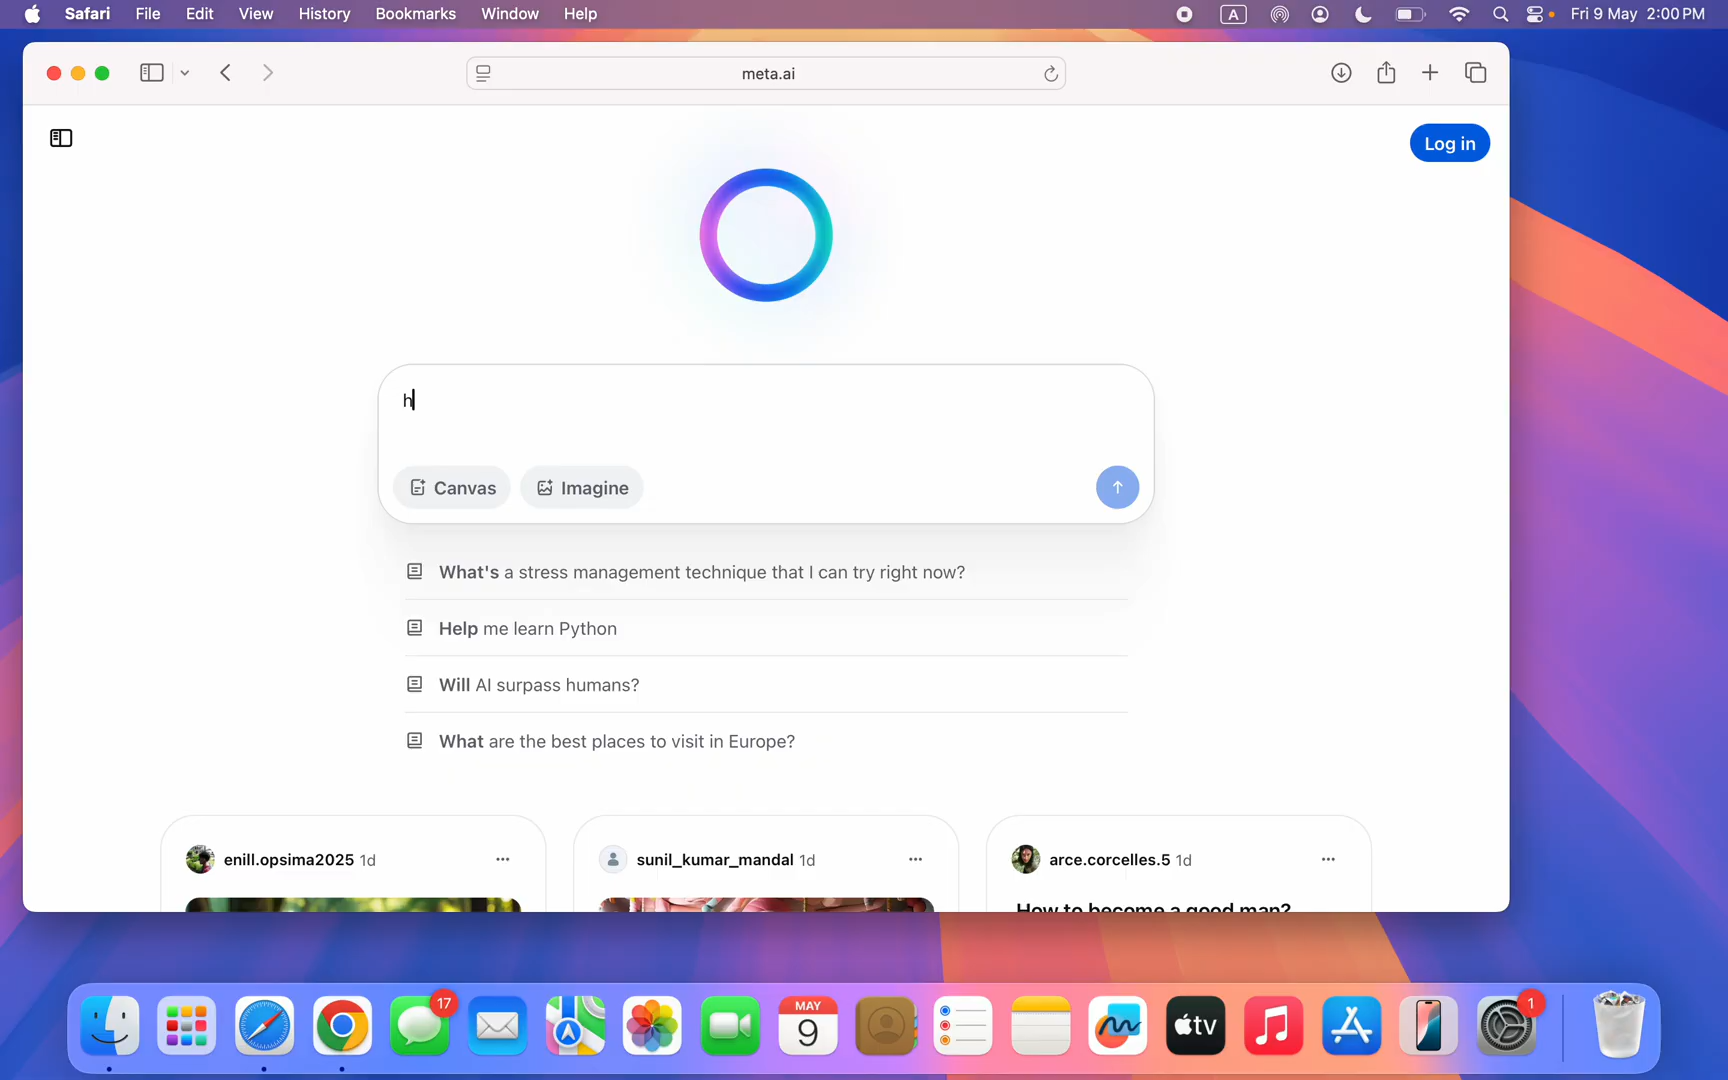 Safari File Edit View History Bookmarks Window Help A Fri 9 May 2:00 PM
meta.ai
Log in
h
Canvas Imagine
What's a stress management technique that I can try right now?
Help me learn Python
Will AI surpass humans?
What are the best places to visit in Europe?
enill.opsima2025 1d
sunil_kumar_mandal 1d
arce.corcelles.5 1d
How to become a good man?
17
MAY
9
tv
1